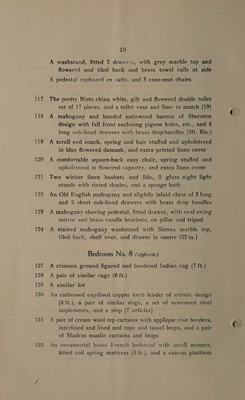 10
A washstand, fitted 2 drawers, with grey marble top and
flowered and tiled back and brass towel rails at side
A pedestal cupboard en suite, and 3 cane-seat chairs
117 The pretty Bisto china white, gilt and flowered double toilet
set of 17 pieces, and a toilet vase and liner to match (19)
118 A mahogany and banded satinwood bureau of Sheraton
design with fall front enclosing pigeon holes, etc., and 4
long oak-lined drawers with brass drop-handles (3ft. 6in.)
119 A scroll end couch, spring and hair stuffed and upholstered
in blue flowered damask, and extra printed linen cover
120 A comfortable square-back easy chair, spring stuffed and
upholstered in flowered tapestry, and extra linen cover
121 Two wicker linen baskets and lids, 3 glass night light
stands with tinted shades, and a sponge bath
122 An Old English mahogany and slightly inlaid chest of 3 long
and 2 short oak-lined drawers with brass drop handles
123 A mahogany shaving pedestal, fitted drawer, with oval swing
mirror and brass candle brackets, on pillar and tripod
124 A stained mahogany washstand with Sienna marble top,
tiled back, shelf over, and drawer in centre (22 in.)
Bedroom No. 8 (opposite).
127 A crimson ground figured and bordered Indian rug (7 ft.)
128 A pair of similar rugs (6 ft.)
129 A similar lot
130 An embossed oxydised copper kerb fender of artistic design
(4 ft.), a pair of similar dogs, a set of armoured steel
implements, and a stop (7 articles)
131 A pair of cream wool rep curtains with applique rose borders,
interlined and lined and rope and tassel loops, and a pair
of Madras muslin curtains and loops
132 An ornamental brass French bedstead with scroll mounts,
fitted coil spring mattress (3 ft.), and a canvas platform